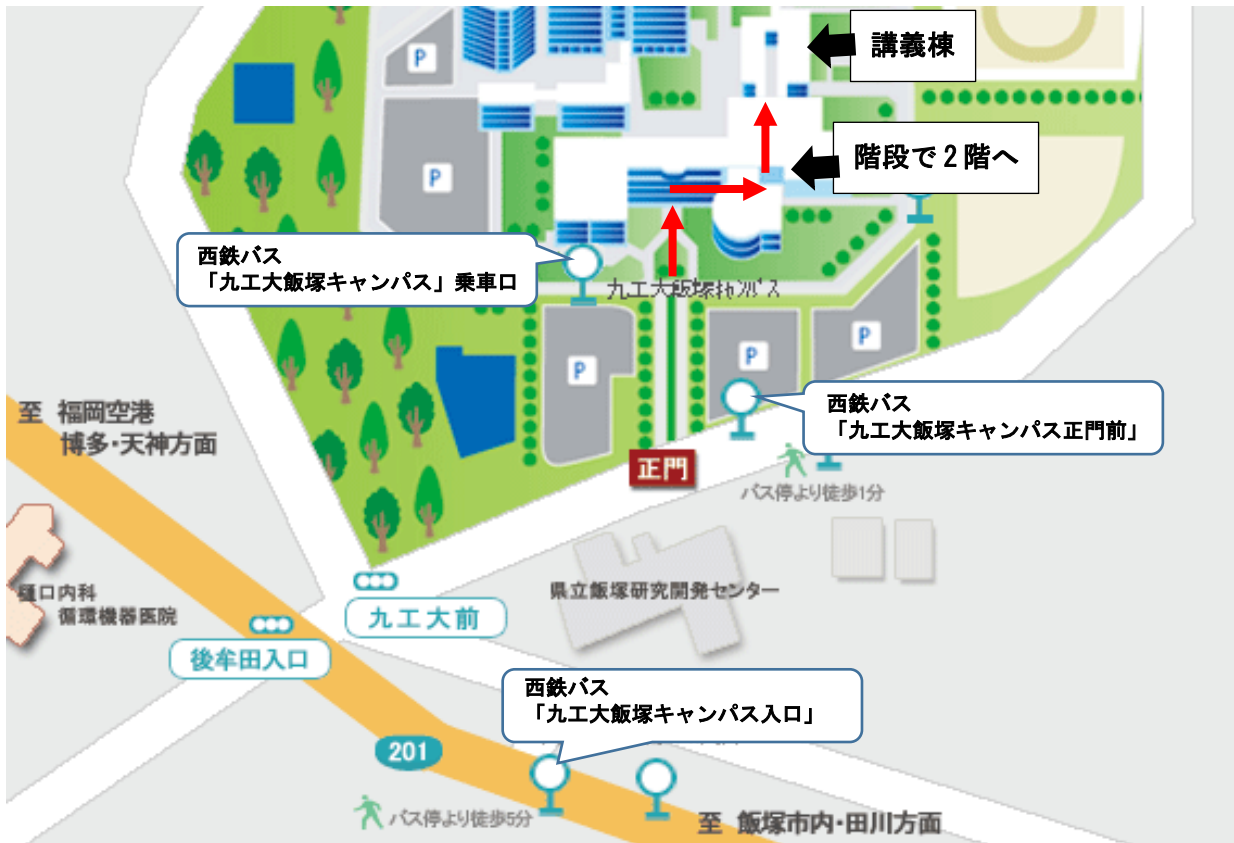 P
講義棟
階段で2階へ
P
P
西鉄バス
「九工大飯塚キャンパス」乗車口
九工大飯塚ｷｬﾝﾊﾟｽ
P
P
P
西鉄バス
「九工大飯塚キャンパス正門前」
至 福岡空港
博多・天神方面
正門
バス停より徒歩1分
樋口内科
循環機器医院
県立飯塚研究開発センター
九工大前
後牟田入口
西鉄バス
「九工大飯塚キャンパス入口」
201
バス停より徒歩5分
至 飯塚市内・田川方面